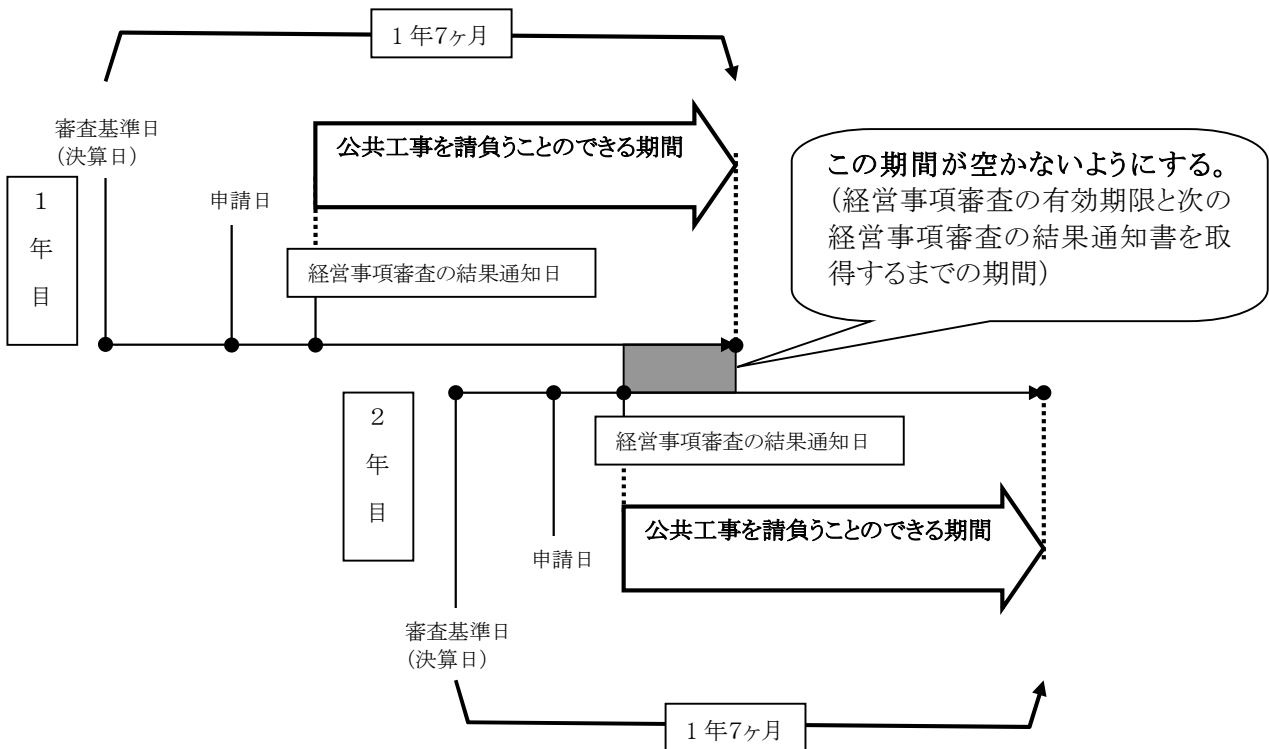 1年7ヶ月
審査基準日
(決算日)
公共工事を請負うことのできる期間
この期間が空かないようにする。
（経営事項審査の有効期限と次の
経営事項審査の結果通知書を取
得するまでの期間）
1
年
目
申請日
経営事項審査の結果通知日
2
年
目
経営事項審査の結果通知日
公共工事を請負うことのできる期間
申請日
審査基準日
(決算日)
1年7ヶ月